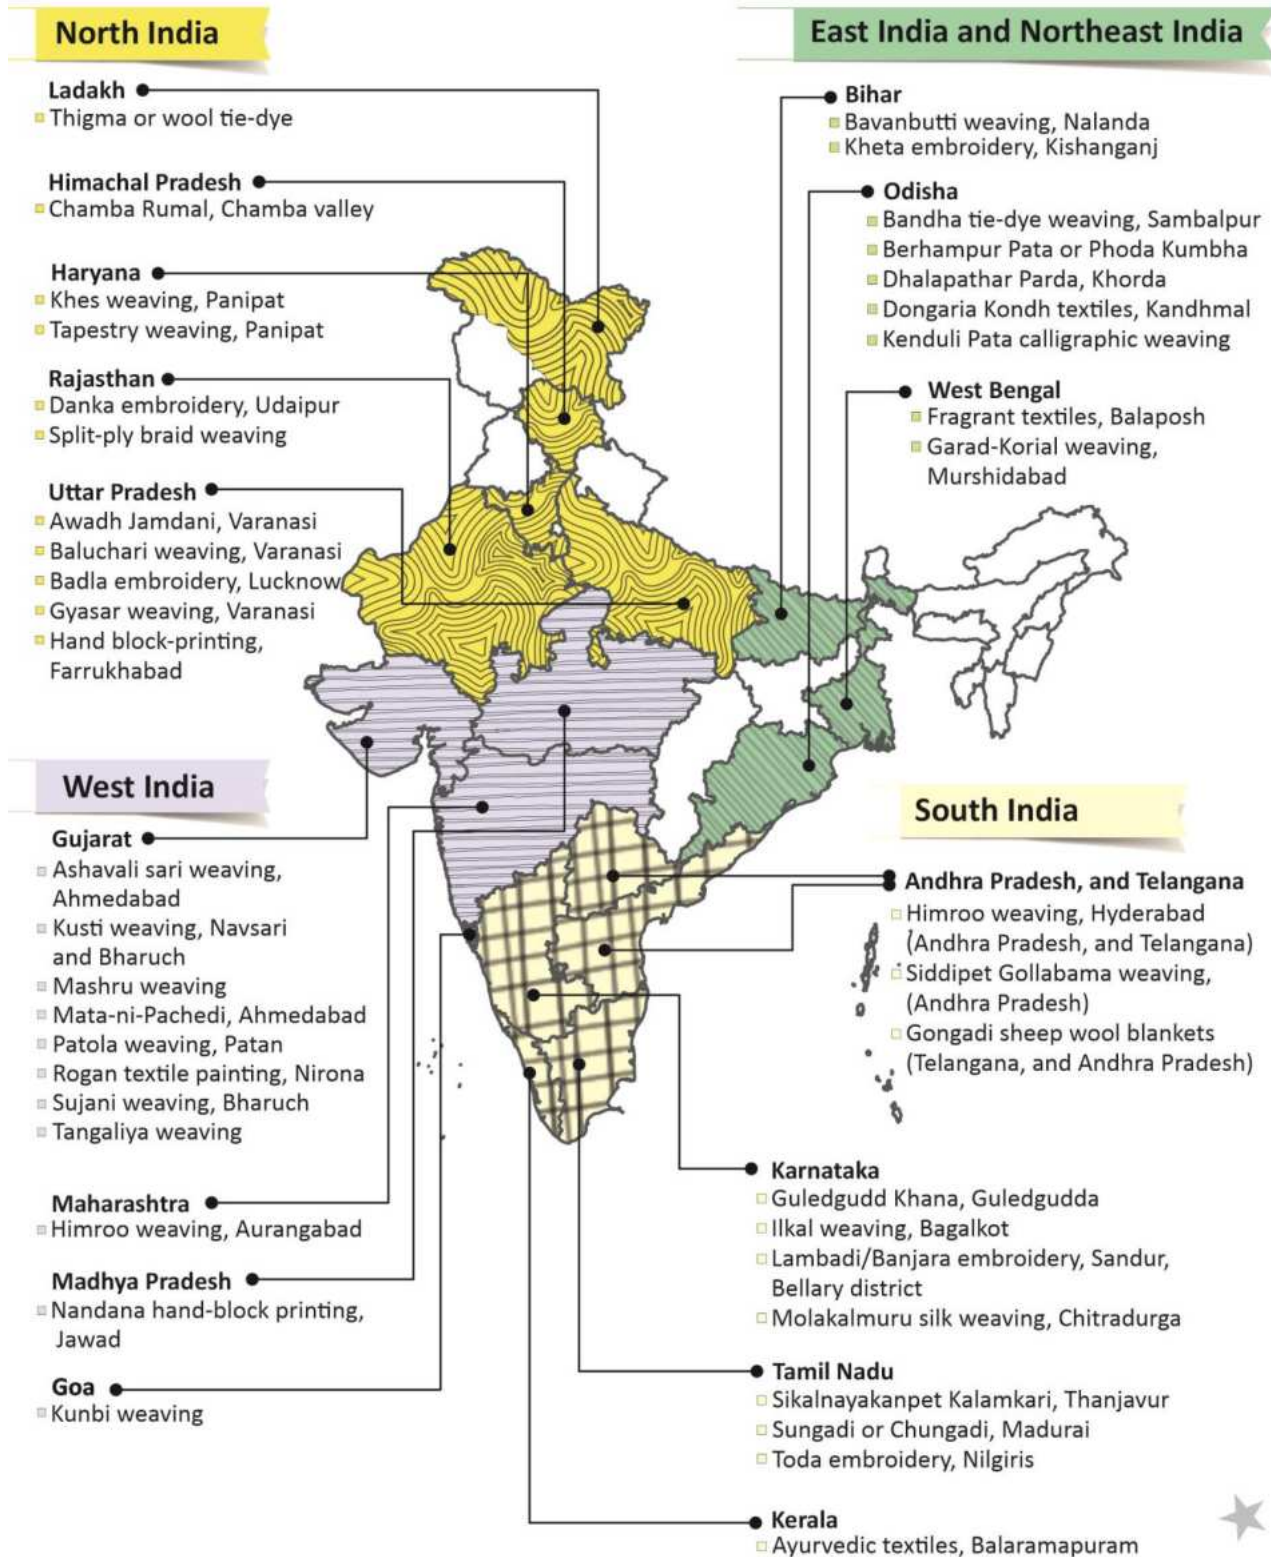 North India
Ladakh
Thigma or wool tie-dye
Himachal Pradesh
Chamba Rumal, Chamba valley
Haryana
Khes weaving, Panipat
Tapestry weaving, Panipat
Rajasthan
Danka embroidery, Udaipur
Split-ply braid weaving
Uttar Pradesh
Awadh Jamdani, Varanasi
Baluchari weaving, Varanasi
Badla embroidery, Lucknow
Gyasar weaving, Varanasi
Hand block-printing,
Farrukhabad
East India and Northeast India
Bihar
Bavanbutti weaving, Nalanda
Kheta embroidery, Kishanganj
Odisha
Bandha tie-dye weaving, Sambalpur
Berhampur Pata or Phoda Kumbha
Dhalapathar Parda, Khorda
Dongaria Kondh textiles, Kandhmal
Kenduli Pata calligraphic weaving
West Bengal
Fragrant textiles, Balaposh
Garad-Korial weaving,
Murshidabad
West India
Gujarat
Ashavali sari weaving,
Ahmedabad
Kusti weaving, Navsari
and Bharuch
Mashru weaving
Mata-ni-Pachedi, Ahmedabad
Patola weaving, Patan
Rogan textile painting, Nirona
Sujani weaving, Bharuch
Tangaliya weaving
Maharashtra
Himroo weaving, Aurangabad
Madhya Pradesh
Nandana hand-block printing,
Jawad
Goa
Kunbi weaving
South India
Andhra Pradesh, and Telangana
Himroo weaving, Hyderabad
(Andhra Pradesh, and Telangana)
Siddipet Gollabama weaving,
(Andhra Pradesh)
Gongadi sheep wool blankets
(Telangana, and Andhra Pradesh)
Karnataka
Guledgudd Khana, Guledgudda
Ilkal weaving, Bagalkot
Lambadi/Banjara embroidery, Sandur,
Bellary district
Molakalmuru silk weaving, Chitradurga
Tamil Nadu
Sikalnayakanpet Kalamkari, Thanjavur
Sungadi or Chungadi, Madurai
Toda embroidery, Nilgiris
Kerala
Ayurvedic textiles, Balaramapuram